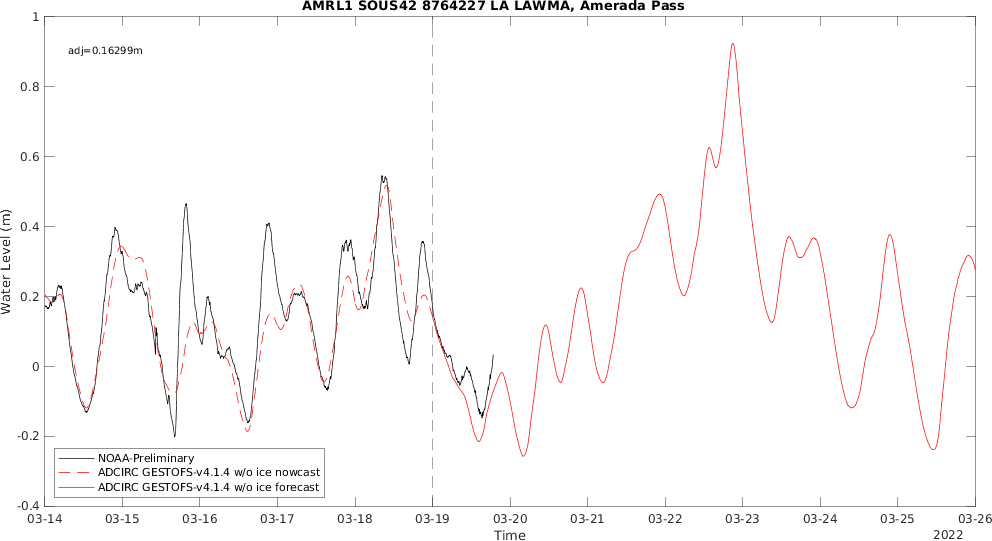 AMRL1 SOUS42 8764227 LA LAWMA, Amerada Pass
adj=0.16299m
Water Level (m)
1
0.8
0.6
0.4
0.2
0
-0.2
-0.4
NOAA-Preliminary
ADCIRC GESTOFS-v4.1.4 w/o ice nowcast
ADCIRC GESTOFS-v4.1.4 w/o ice forecast
03-14 03-15 03-16 03-17 03-18 03-19 03-20 03-21 03-22 03-23 03-24 03-25 03-26
Time
2022